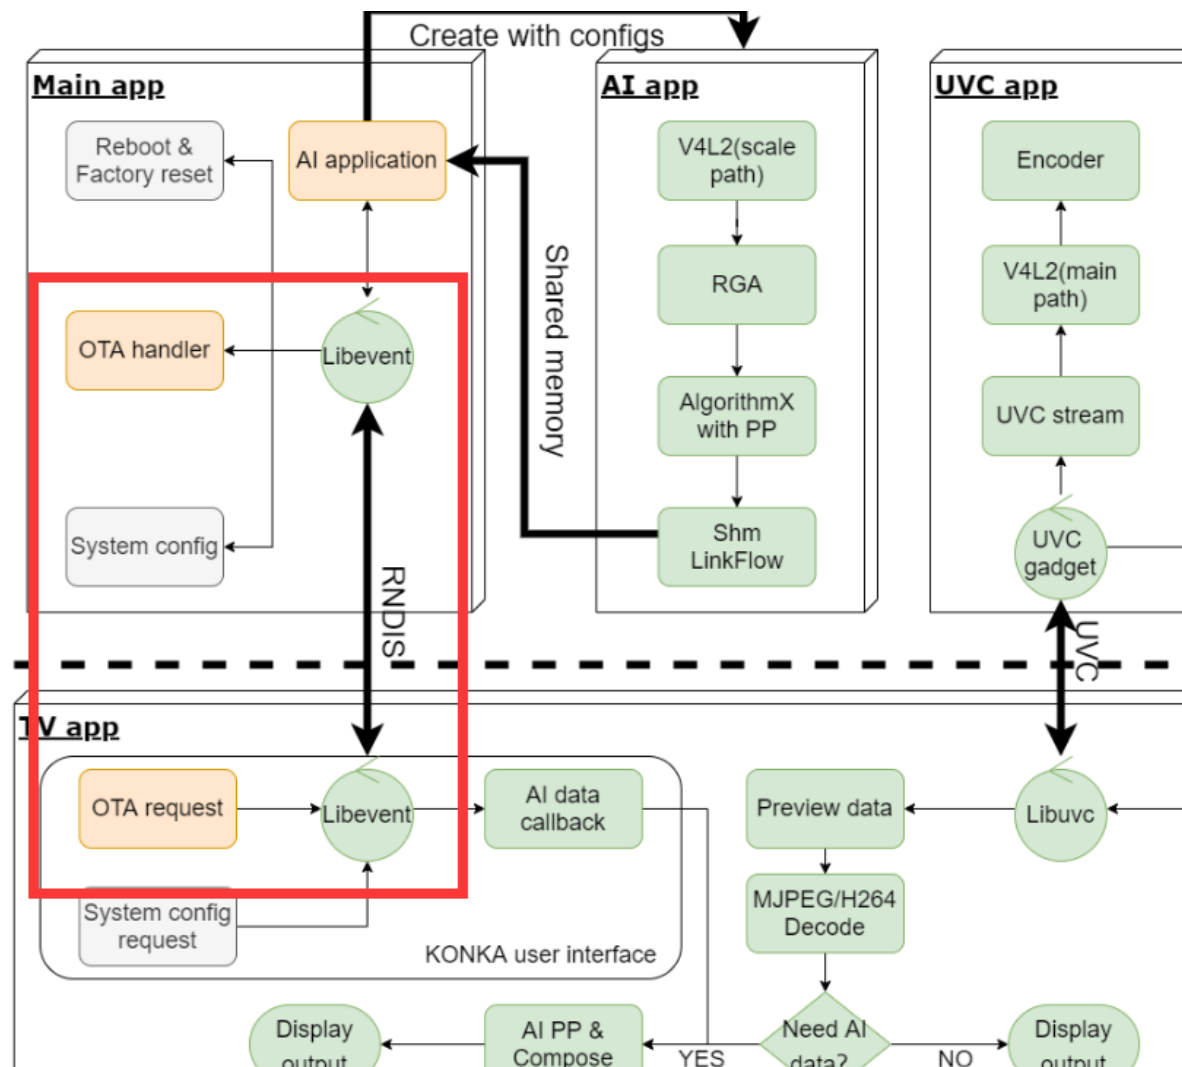 Create with configs
Main app
Reboot &
Factory reset
AI application
OTA handler
Libevent
System config
Shared memory
RNDIS
AI app
V4L2(scale
path)
RGA
AlgorithmX
with PP
Shm
LinkFlow
UVC app
Encoder
V4L2(main
path)
UVC stream
UVC
gadget
UVC
TV app
OTA request
Libevent
AI data
callback
System config
request
KONKA user interface
Preview data
Libuvc
MJPEG/H264
Decode
Display
output
AI PP &
Compose
YES
Need AI
data?
NO
Display
output